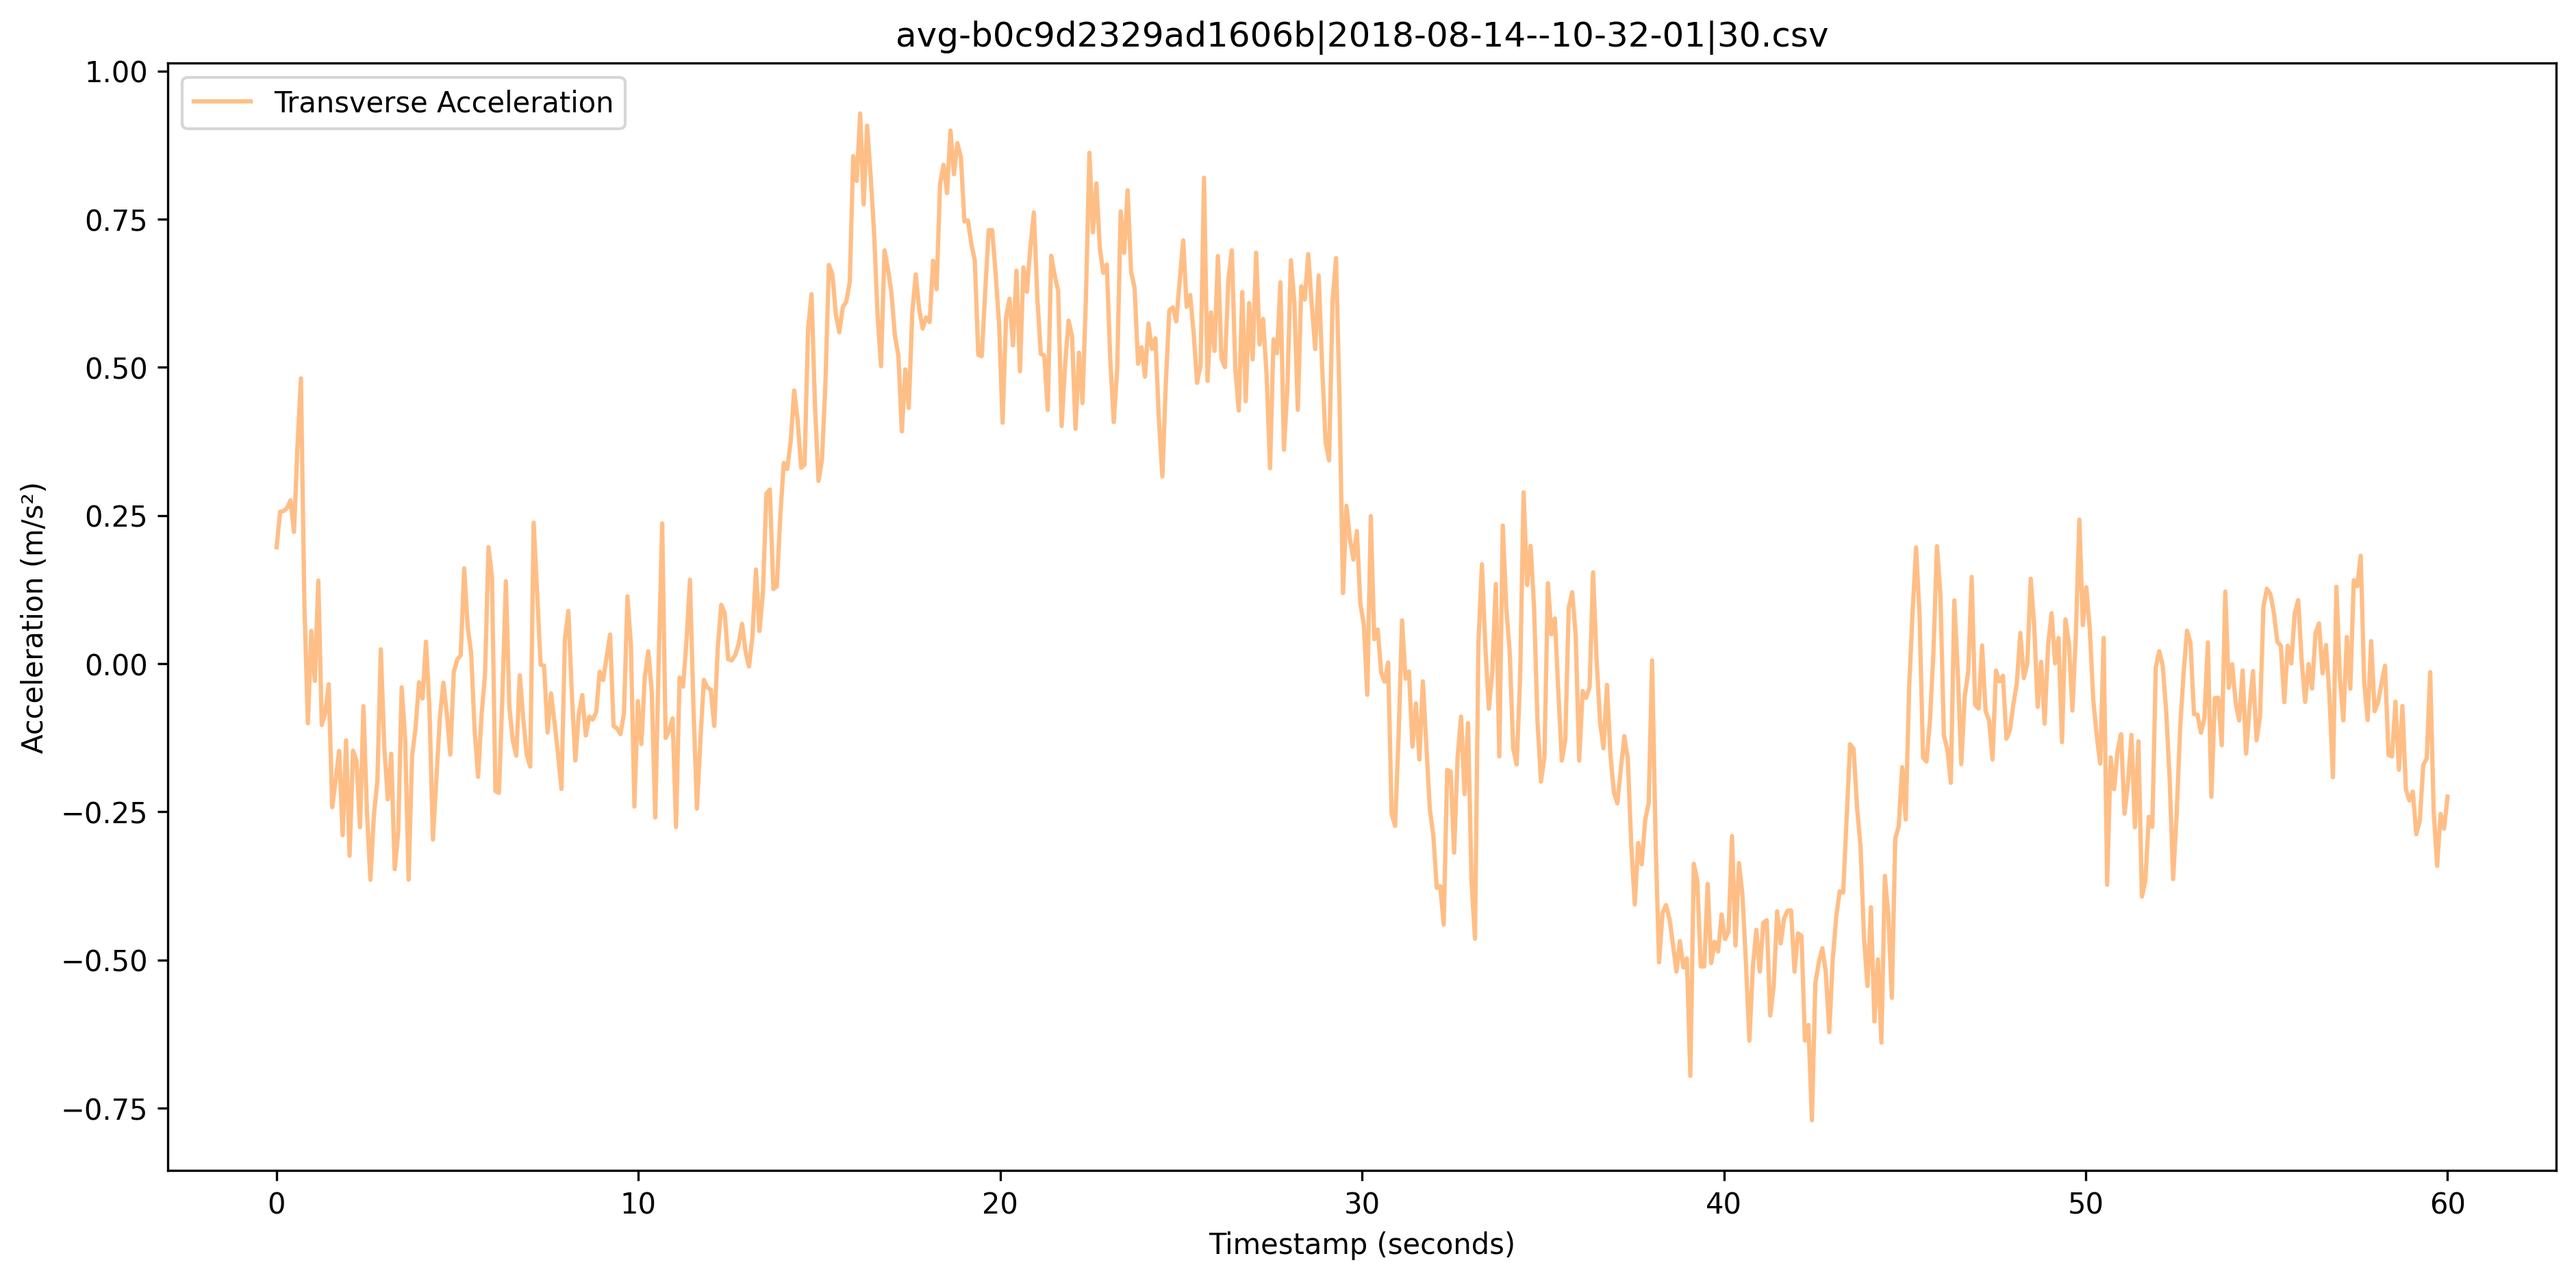 avg-b0c9d2329ad1606b|2018-08-14--10-32-01|30.csv
Transverse Acceleration
1.00
0.75
0.50
0.25
0.00
−0.25
−0.50
−0.75
Acceleration (m/s²)
0 10 20 30 40 50 60
Timestamp (seconds)